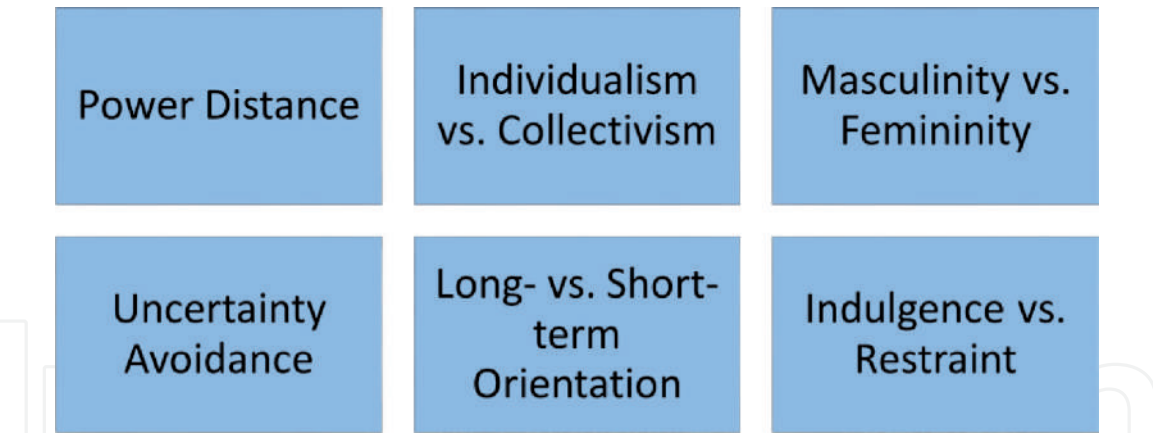 Power Distance
Individualism
vs. Collectivism
Masculinity vs.
Femininity
Uncertainty
Avoidance
Long- vs. Short-
term
Orientation
Indulgence vs.
Restraint